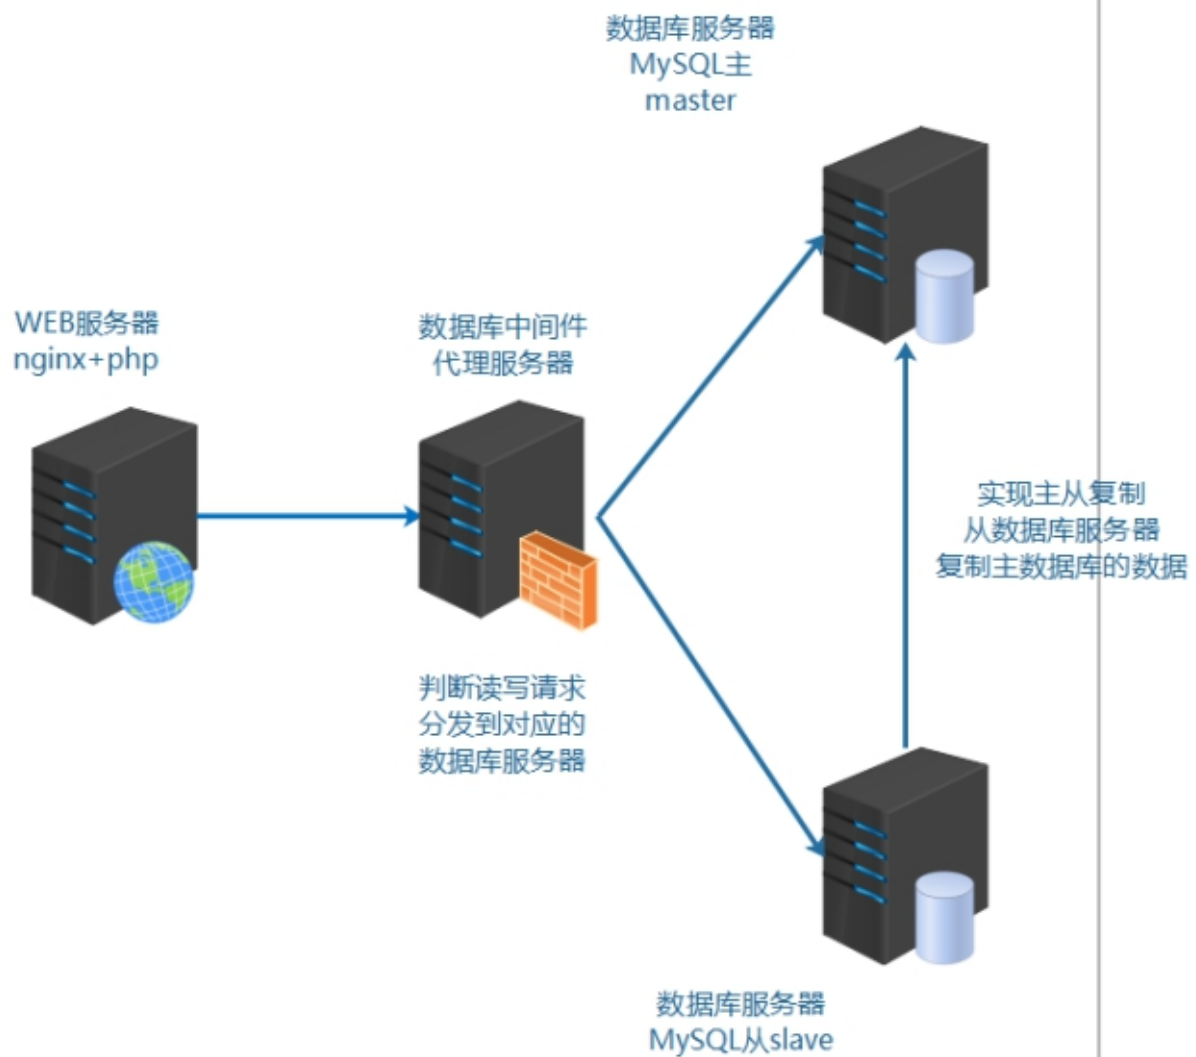 数据库服务器
MySQL主
master
WEB服务器
nginx+php
数据库中间件
代理服务器
实现主从复制
从数据库服务器
复制主数据库的数据
判断读写请求
分发到对应的
数据库服务器
数据库服务器
MySQL从slave